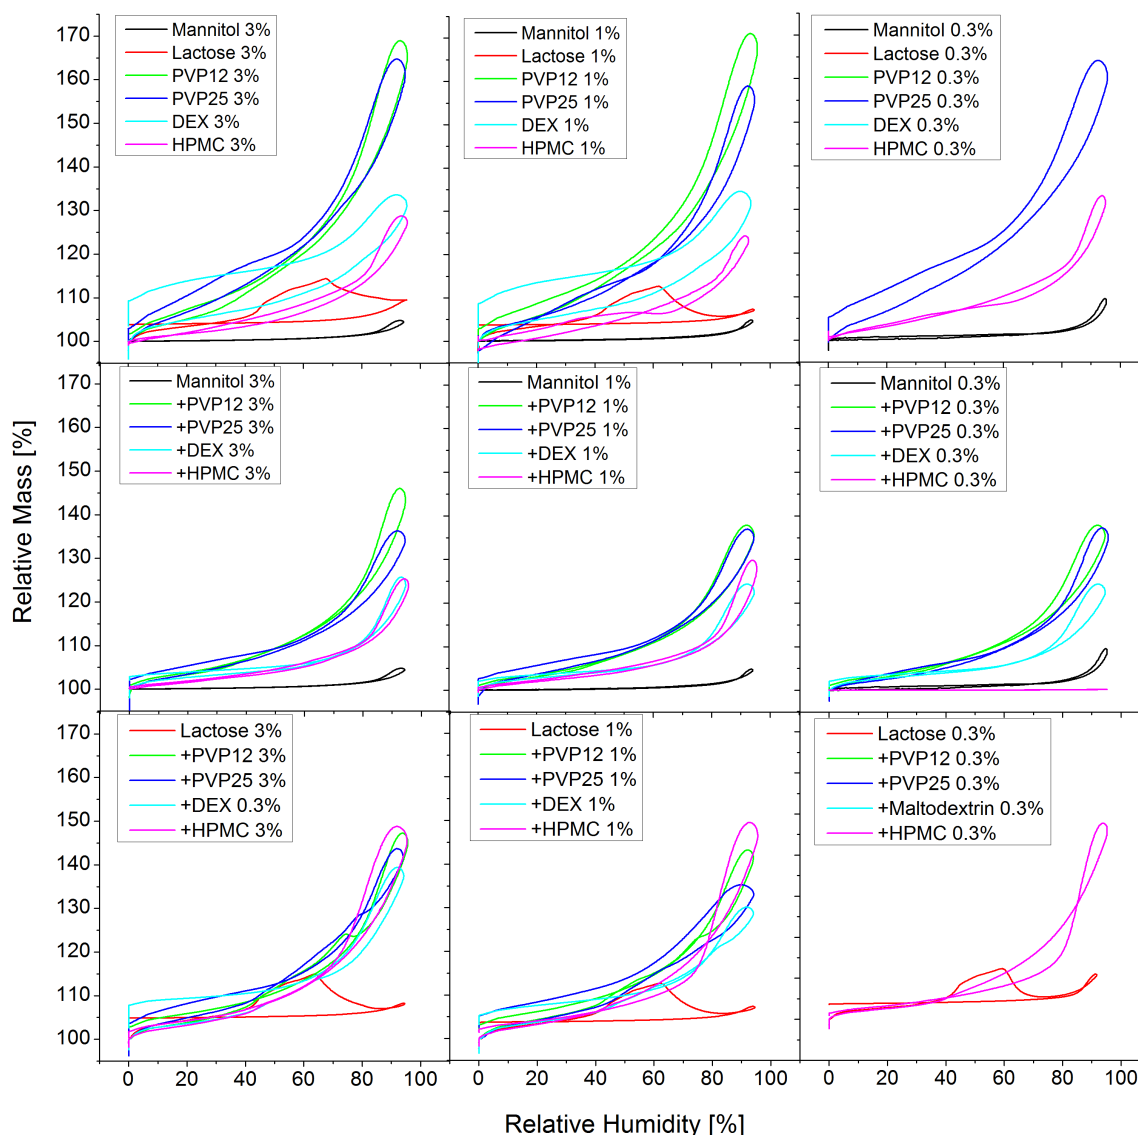 Mannitol 3%
Lactose 3%
PVP12 3%
PVP25 3%
DEX 3%
HPMC 3%
Mannitol 1%
Lactose 1%
PVP12 1%
PVP25 1%
DEX 1%
HPMC 1%
Mannitol 0.3%
Lactose 0.3%
PVP12 0.3%
PVP25 0.3%
DEX 0.3%
HPMC 0.3%
170
160
150
140
130
120
110
100
Mannitol 3%
+PVP12 3%
+PVP25 3%
+DEX 3%
+HPMC 3%
Mannitol 1%
+PVP12 1%
+PVP25 1%
+DEX 1%
+HPMC 1%
Mannitol 0.3%
+PVP12 0.3%
+PVP25 0.3%
+DEX 0.3%
+HPMC 0.3%
170
160
150
140
130
120
110
100
Relative Mass [%]
Lactose 3%
+PVP12 3%
+PVP25 3%
+DEX 0.3%
+HPMC 3%
Lactose 1%
+PVP12 1%
+PVP25 1%
+DEX 1%
+HPMC 1%
Lactose 0.3%
+PVP12 0.3%
+PVP25 0.3%
+Maltodextrin 0.3%
+HPMC 0.3%
170
160
150
140
130
120
110
100
0 20 40 60 80 100 0 20 40 60 80 100 0 20 40 60 80 100
Relative Humidity [%]